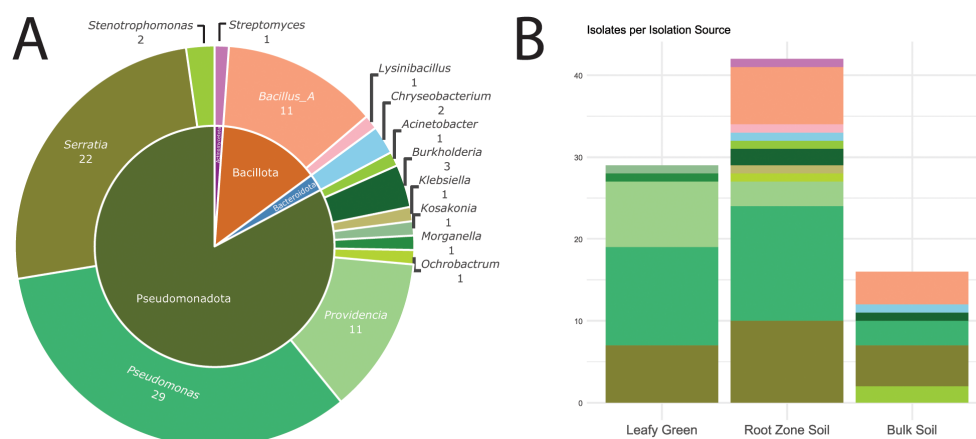 A
Stenotrophomonas
2
Streptomyces
1
Bacillus_A
11
Lysinibacillus
1
Chryseobacterium
2
Acinetobacter
1
Burkholderia
3
Klebsiella
1
Kosakonia
1
Morganella
1
Ochrobactrum
1
Providencia
11
Pseudomonas
29
Serratia
22
Bacillota
Bacteroidota
Pseudomonadota
B
Isolates per Isolation Source
40
30
20
10
0
Leafy Green
Root Zone Soil
Bulk Soil